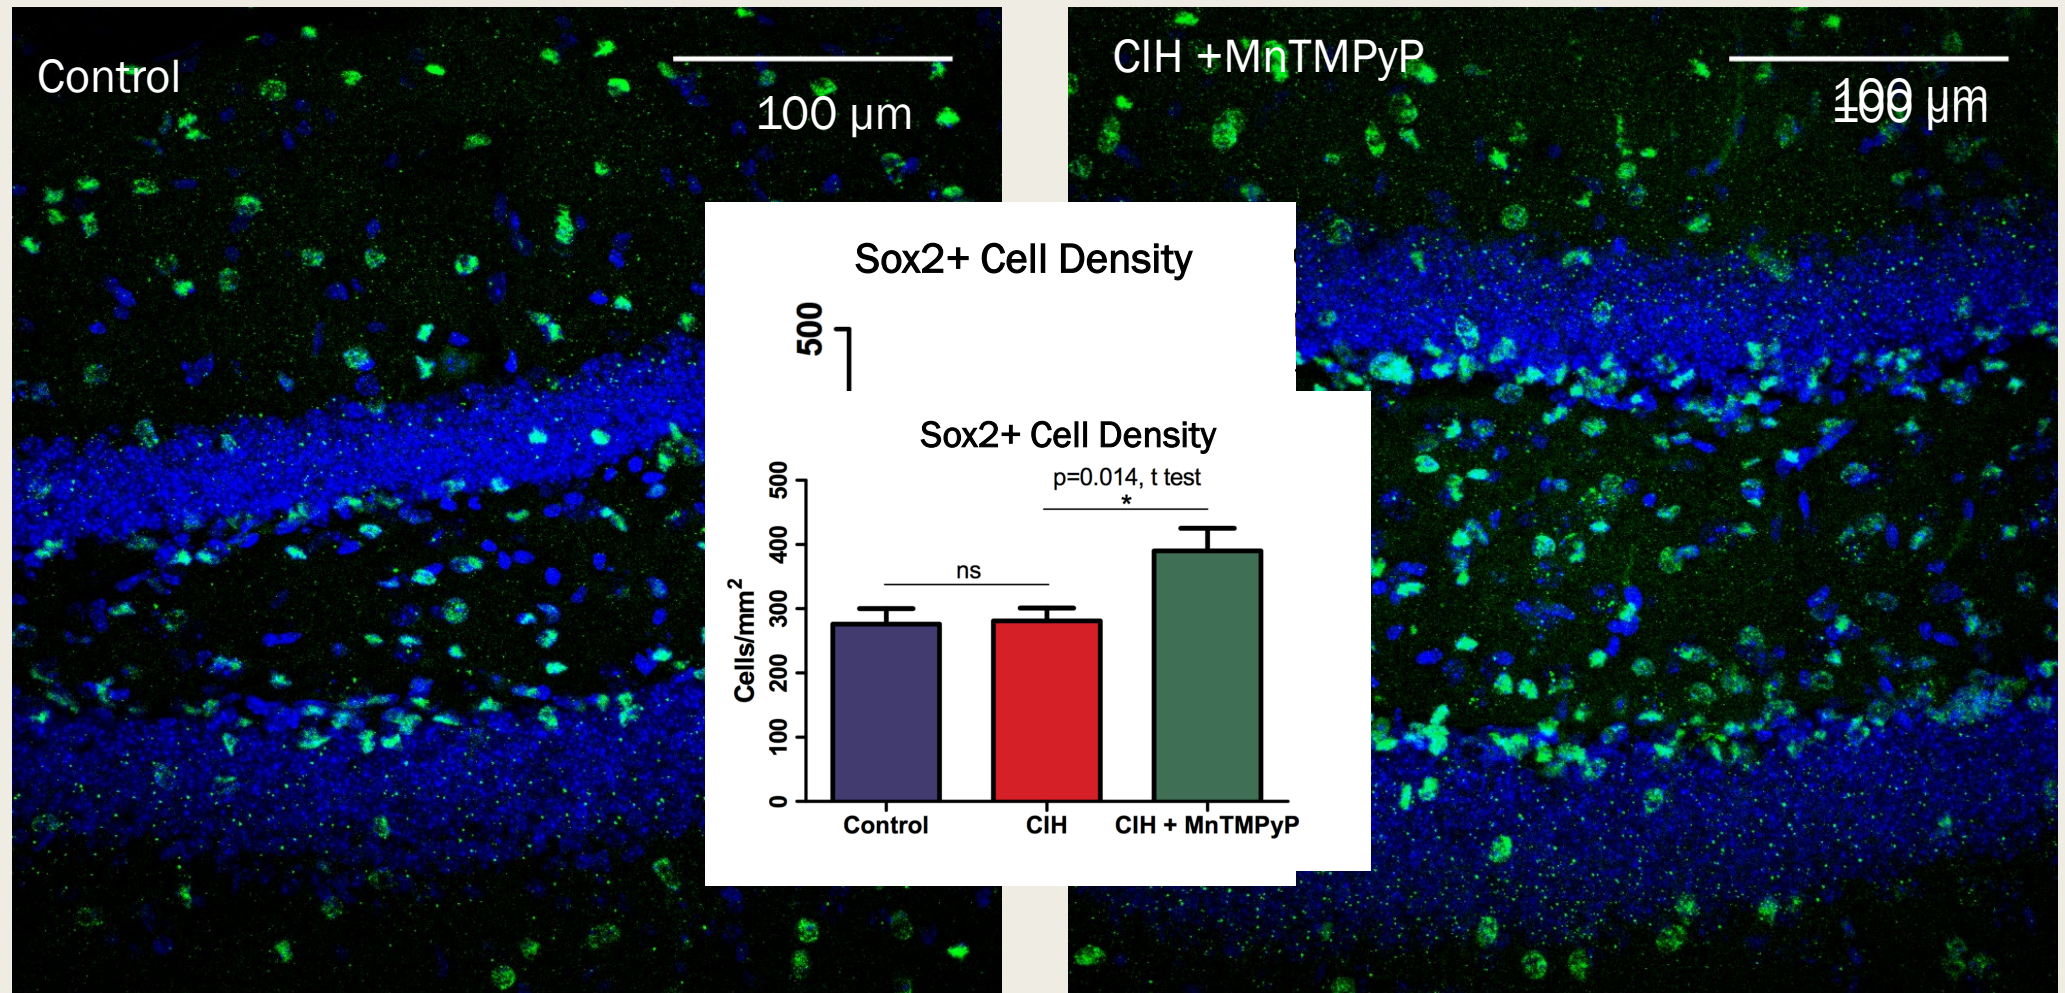 Control
100 µm
CIH +MnTMPyP
100 µm
Sox2+ Cell Density
500
Sox2+ Cell Density
p=0.014, t test
*
ns
Cells/mm²
500
400
300
200
100
0
Control
CIH
CIH + MnTMPyP